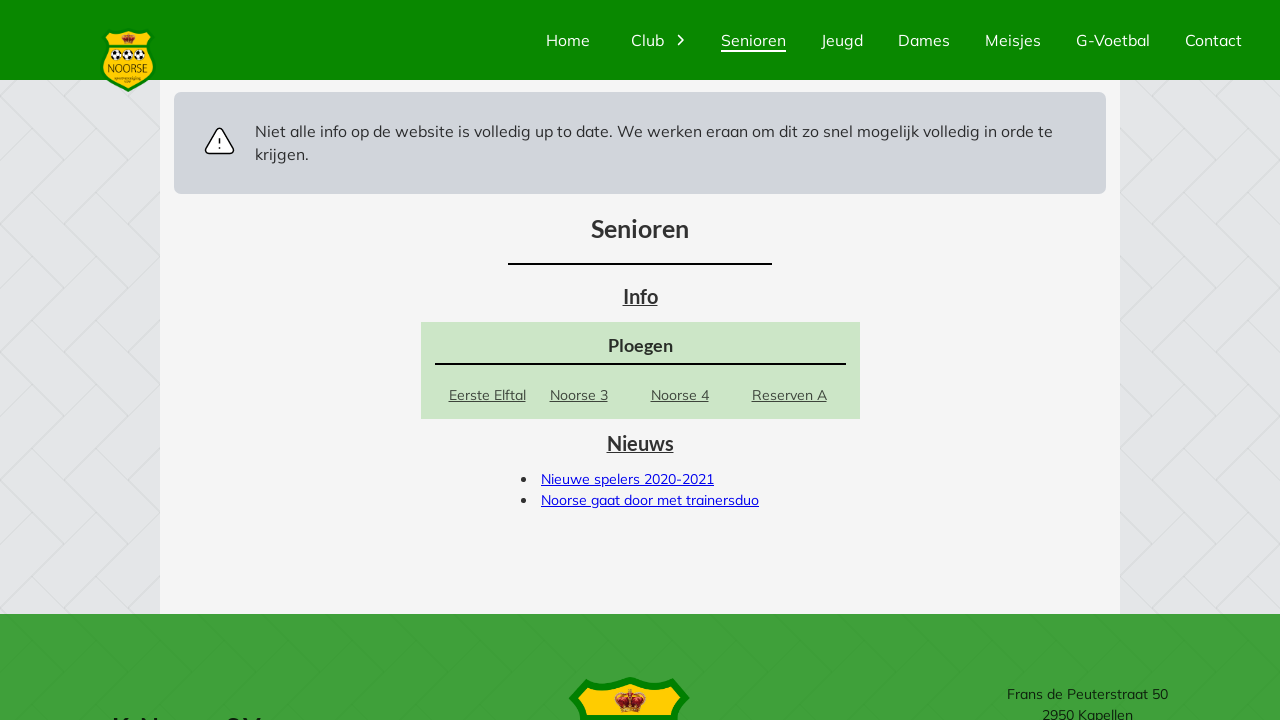 NOORSE
Home Club Senioren Jeugd Dames Meisjes G-Voetbal Contact
Niet alle info op de website is volledig up to date. We werken eraan om dit zo snel mogelijk volledig in orde te
krijgen.
Senioren
Info
Ploegen
Eerste Elftal Noorse 3 Noorse 4 Reserven A
Nieuws
Nieuwe spelers 2020-2021
Noorse gaat door met trainersduo
Frans de Peuterstraat 50
2950 Kapellen